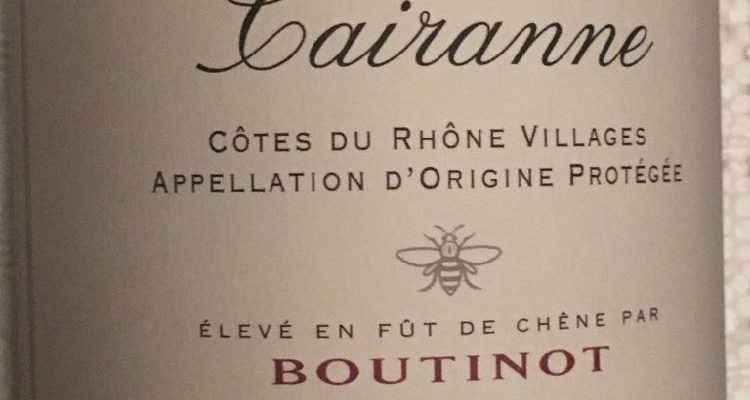 Cairanne
CÔTES DU RHÔNE VILLAGES
APPELLATION D'ORIGINE PROTÉGÉE
ÉLEVÉ EN FÛT DE CHÊNE PAR
BOUTINOT